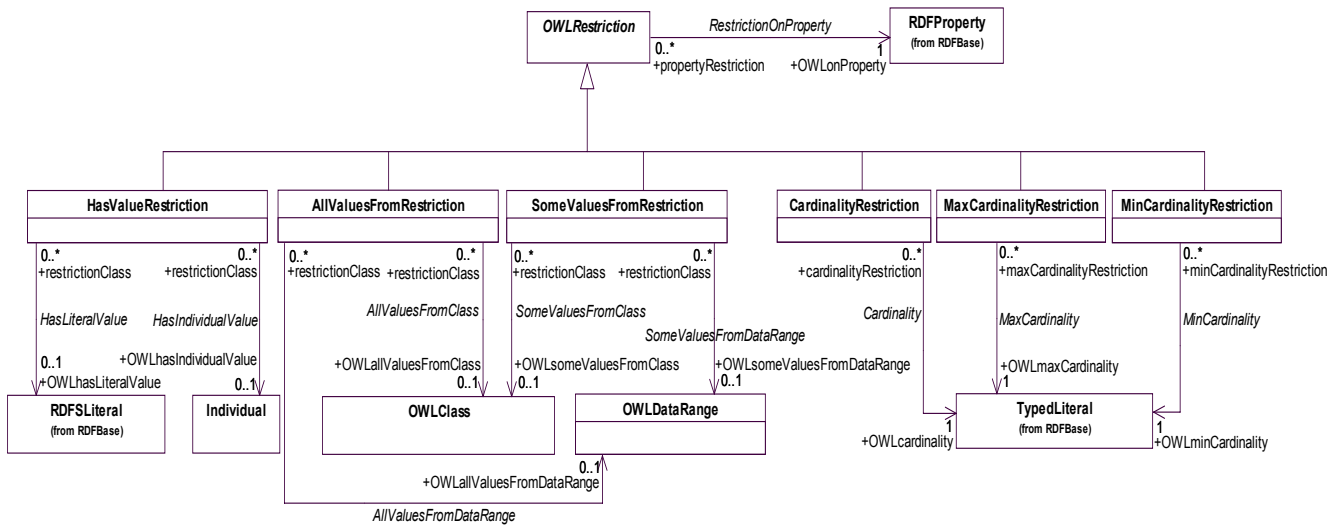 OWLRestriction
RestrictionOnProperty
RDFProperty
(from RDFBase)
0..*
1
+propertyRestriction
+OWLonProperty
HasValueRestriction
AllValuesFromRestriction
SomeValuesFromRestriction
CardinalityRestriction
MaxCardinalityRestriction
MinCardinalityRestriction
0..*
0..*
0..*
0..*
0..*
0..*
0..*
0..*
0..*
+restrictionClass
+restrictionClass
+restrictionClass
+restrictionClass
+restrictionClass
+restrictionClass
+cardinalityRestriction
+maxCardinalityRestriction
+minCardinalityRestriction
HasLiteralValue
HasIndividualValue
AllValuesFromClass
SomeValuesFromClass
SomeValuesFromDataRange
Cardinality
MaxCardinality
MinCardinality
0..1
+OWLhasIndividualValue
+OWLallValuesFromClass
+OWLsomeValuesFromClass
+OWLsomeValuesFromDataRange
+OWLmaxCardinality
+OWLhasLiteralValue
0..1
0..1
0..1
0..1
1
RDFSLiteral
(from RDFBase)
Individual
OWLClass
OWLDataRange
TypedLiteral
(from RDFBase)
1
+OWLcardinality
1
+OWLminCardinality
0..1
+OWLallValuesFromDataRange
AllValuesFromDataRange